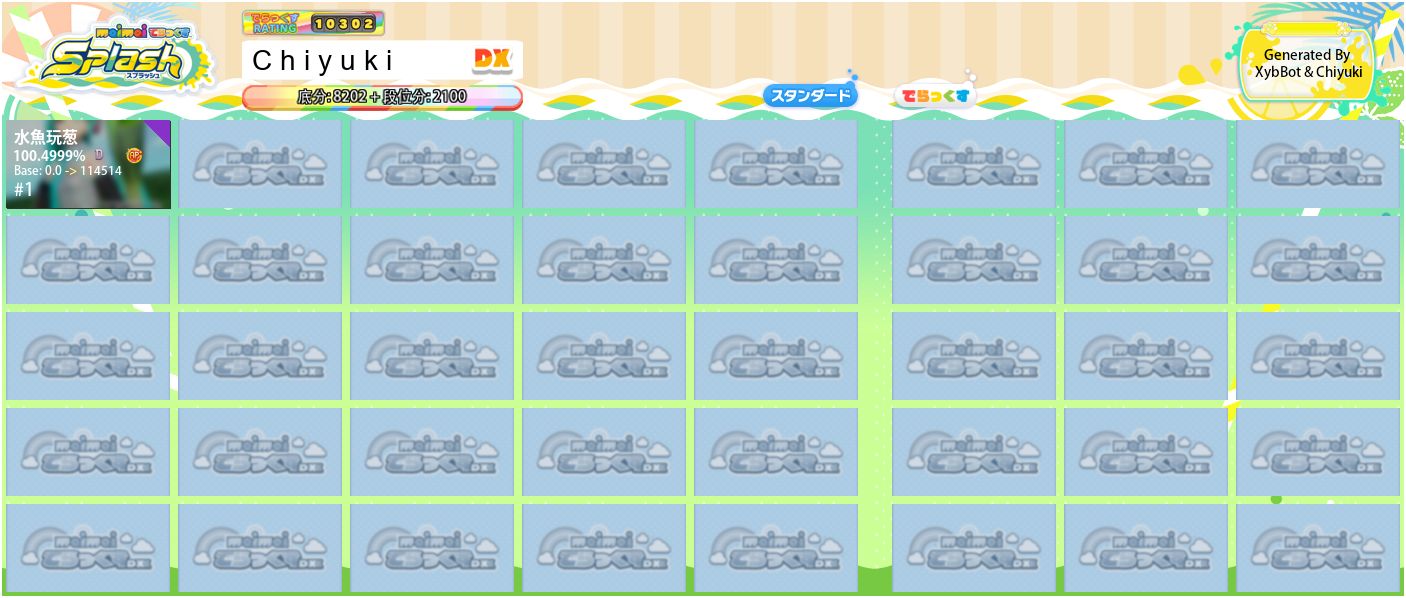 maimai でらっくす
Splash
スプラッシュ
でらっくす
RATING
10302
Chiyuki
DX
底分: 8202 + 段位分: 2100
スタンダード
でらっくす
Generated By
XybBot & Chiyuki
水魚玩葱
100.4999% D AP+
Base: 0.0 -> 114514
#1